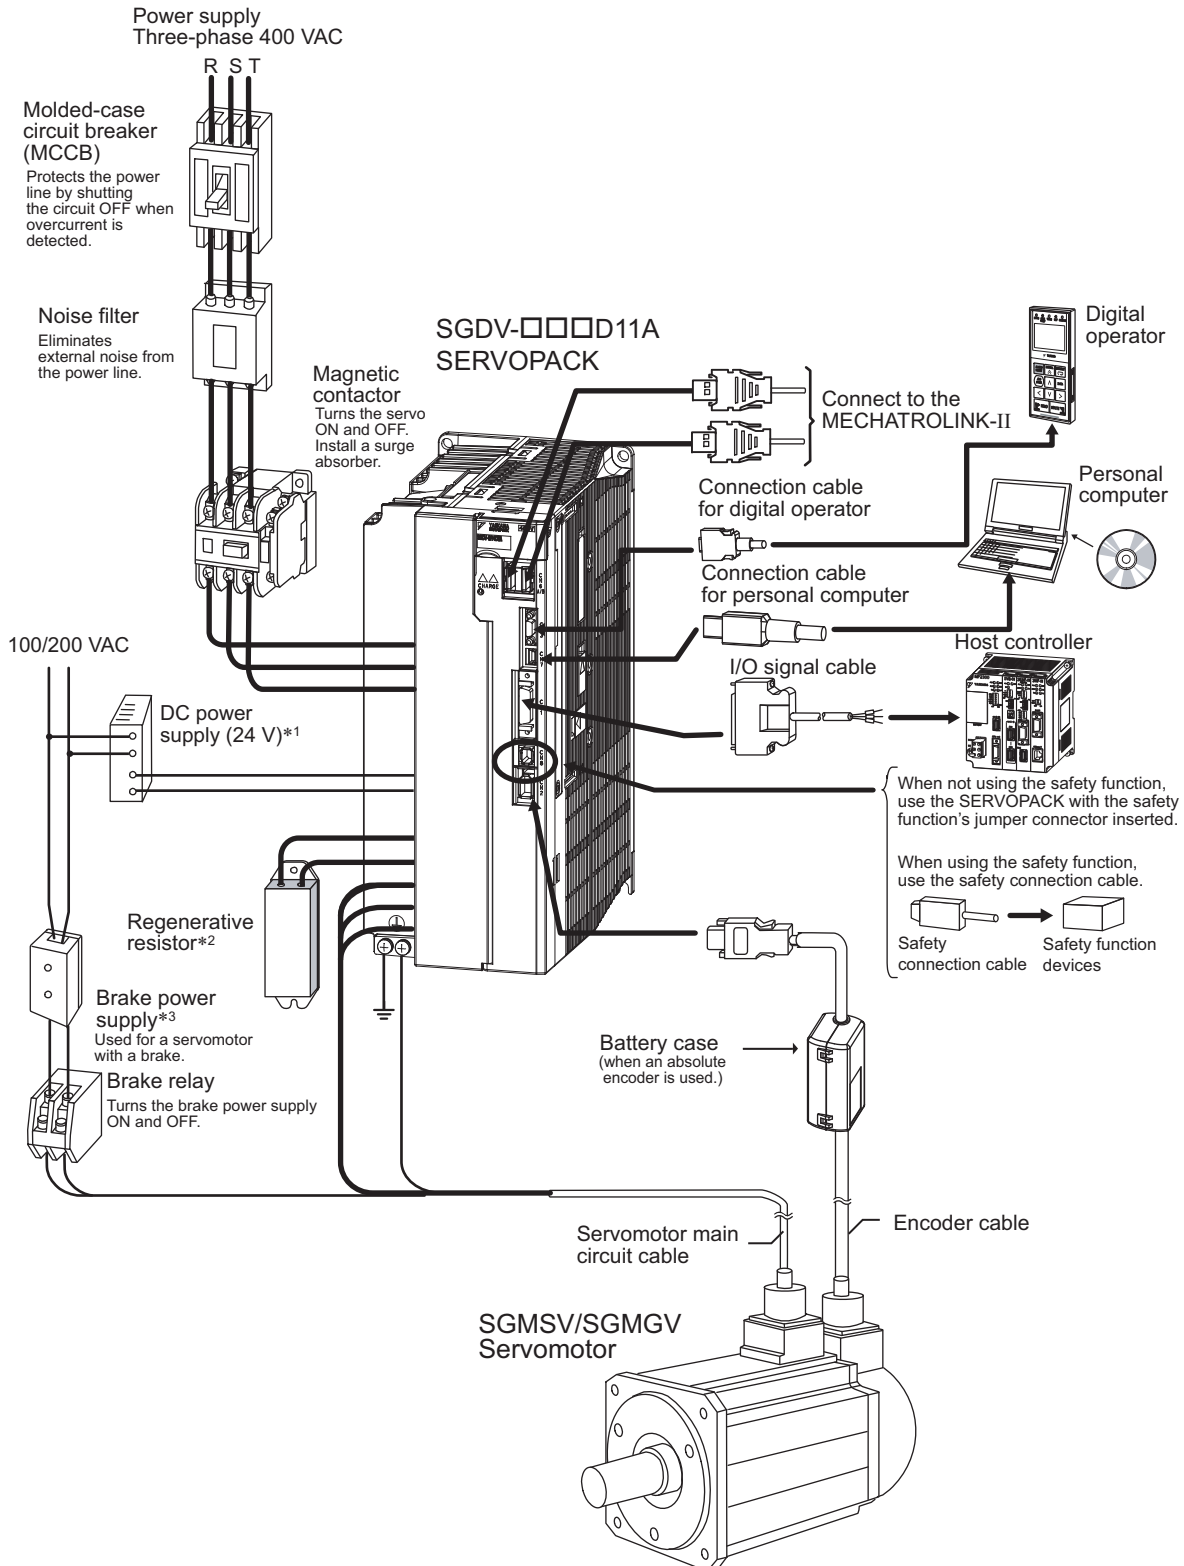 Power supply
Three-phase 400 VAC
R S T
Molded-case
circuit breaker
(MCCB)
Protects the power
line by shutting
the circuit OFF when
overcurrent is
detected.
Noise filter
Eliminates
external noise from
the power line.
Magnetic
contactor
Turns the servo
ON and OFF.
Install a surge
absorber.
SGDV-□□□D11A
SERVOPACK
Connect to the
MECHATROLINK-II
Digital
operator
Connection cable
for digital operator
Personal
computer
Connection cable
for personal computer
I/O signal cable
Host controller
CHARGE
100/200 VAC
DC power
supply (24 V)*1
When not using the safety function,
use the SERVOPACK with the safety
function's jumper connector inserted.
When using the safety function,
use the safety connection cable.
Safety
connection cable
Safety function
devices
Regenerative
resistor*2
Brake power
supply*3
Used for a servomotor
with a brake.
Brake relay
Turns the brake power supply
ON and OFF.
Battery case
(when an absolute
encoder is used.)
Servomotor main
circuit cable
Encoder cable
SGMSV/SGMGV
Servomotor